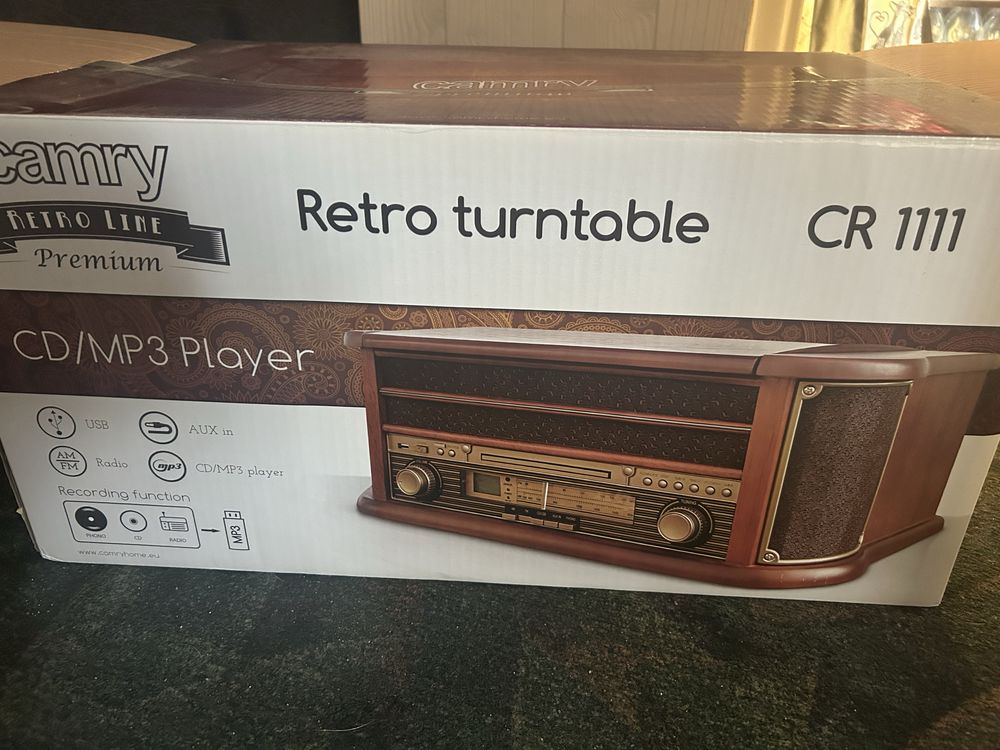 camry
camry
RETRO LINE
Premium
Retro turntable
CR 1111
CD/MP3 Player
USB
AUX in
AM
FM
Radio
mp3
CD/MP3 player
Recording function
PHONO
CD
RADIO
MP3
www.camryhome.eu